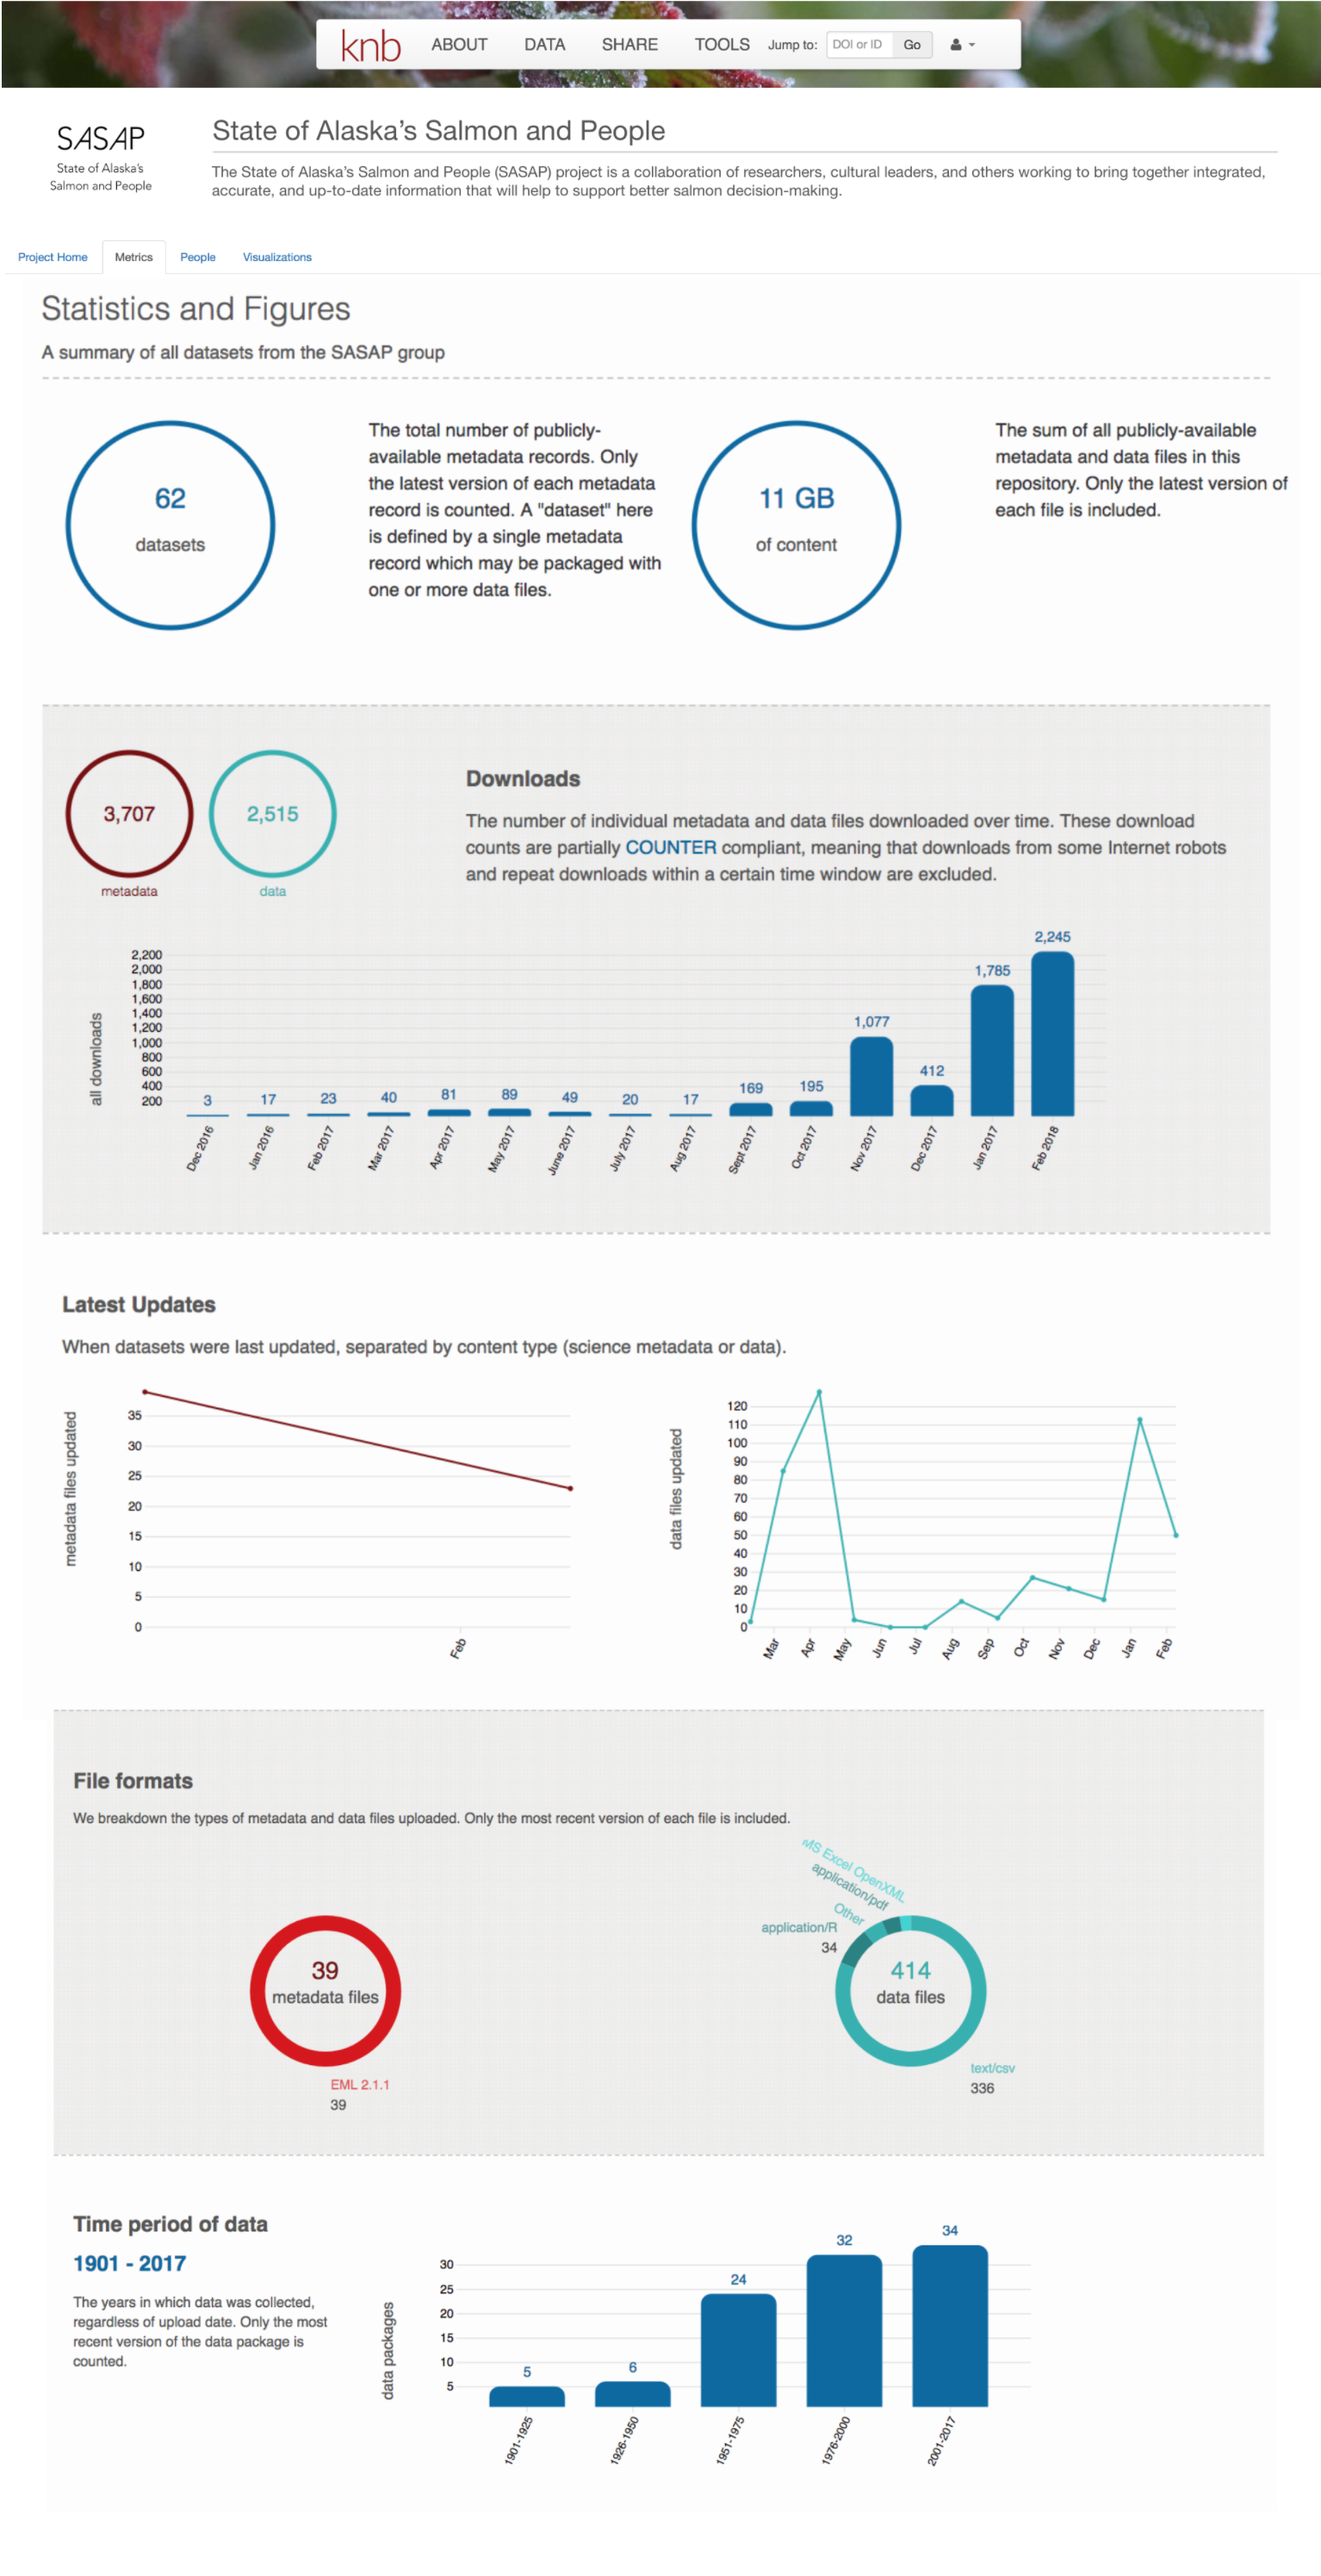 knb ABOUT DATA SHARE TOOLS Jump to: DOI or ID Go
SASAP
State of Alaska's
Salmon and People
State of Alaska's Salmon and People
The State of Alaska's Salmon and People (SASAP) project is a collaboration of researchers, cultural leaders, and others working to bring together integrated,
accurate, and up-to-date information that will help to support better salmon decision-making.
Project Home Metrics People Visualizations
Statistics and Figures
A summary of all datasets from the SASAP group
62
datasets
The total number of publicly-
available metadata records. Only
the latest version of each metadata
record is counted. A "dataset" here
is defined by a single metadata
record which may be packaged with
one or more data files.
11 GB
of content
The sum of all publicly-available
metadata and data files in this
repository. Only the latest version of
each file is included.
3,707
metadata
2,515
data
Downloads
The number of individual metadata and data files downloaded over time. These download
counts are partially COUNTER compliant, meaning that downloads from some Internet robots
and repeat downloads within a certain time window are excluded.
all downloads
2,200
2,000
1,800
1,600
1,400
1,200
1,000
800
600
400
200
3 17 23 40 81 89 49 20 17 169 195 1,077 412 1,785 2,245
Dec 2016 Jan 2016 Feb 2017 Mar 2017 Apr 2017 May 2017 June 2017 July 2017 Aug 2017 Sept 2017 Oct 2017 Nov 2017 Dec 2017 Jan 2017 Feb 2018
Latest Updates
When datasets were last updated, separated by content type (science metadata or data).
metadata files updated
35
30
25
20
15
10
5
0
Feb
data files updated
120
110
100
90
80
70
60
50
40
30
20
10
0
Mar Apr May Jun Jul Aug Sep Oct Nov Dec Jan Feb
File formats
We breakdown the types of metadata and data files uploaded. Only the most recent version of each file is included.
39
metadata files
EML 2.1.1
39
MS Excel OpenXML
application/pdf
Other
application/R
34
414
data files
text/csv
336
Time period of data
1901 - 2017
The years in which data was collected,
regardless of upload date. Only the most
recent version of the data package is
counted.
data packages
30
25
20
15
10
5
5 6 24 32 34
1901-1925 1926-1950 1951-1975 1976-2000 2001-2017